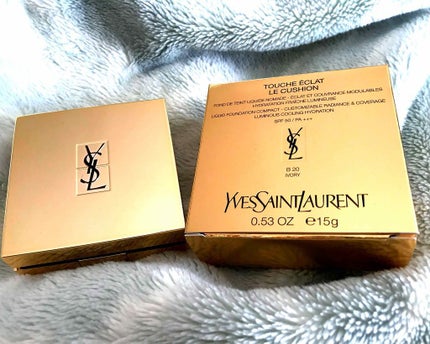 YSL
TOUCHE ÉCLAT
LE CUSHION
FOND DE TEINT LIQUIDE NOMADE - ÉCLAT ET COUVRANCE MODULABLES
HYDRATATION FRAÎCHE LUMINEUSE
LIQUID FOUNDATION COMPACT - CUSTOMIZABLE RADIANCE & COVERAGE
LUMINOUS COOLING HYDRATION
SPF 50 / PA +++
YSL
B 20
IVORY
YVESSAINTLAURENT
0.53 OZ ℮15g